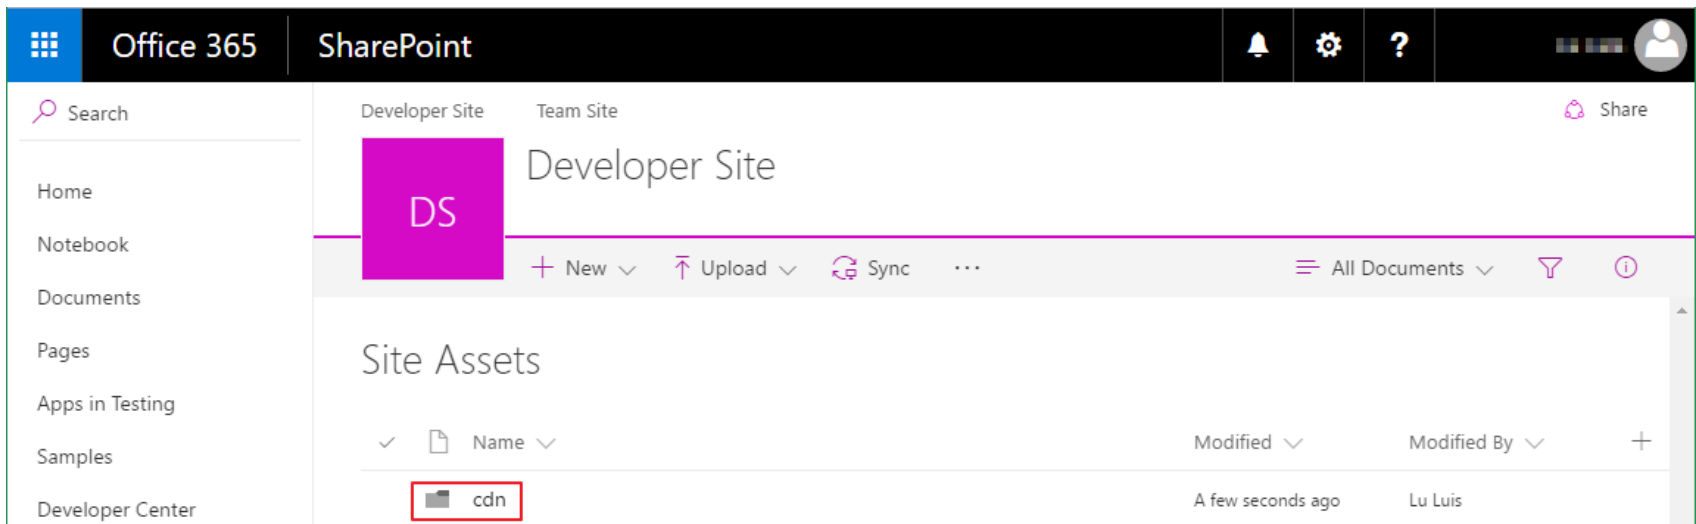 Office 365 SharePoint ?
Search
Developer Site Team Site Share
Developer Site
DS
Home
Notebook
Documents
Pages
Apps in Testing
Samples
Developer Center
New Upload Sync ... All Documents
Site Assets
Name Modified Modified By
cdn A few seconds ago Lu Luis